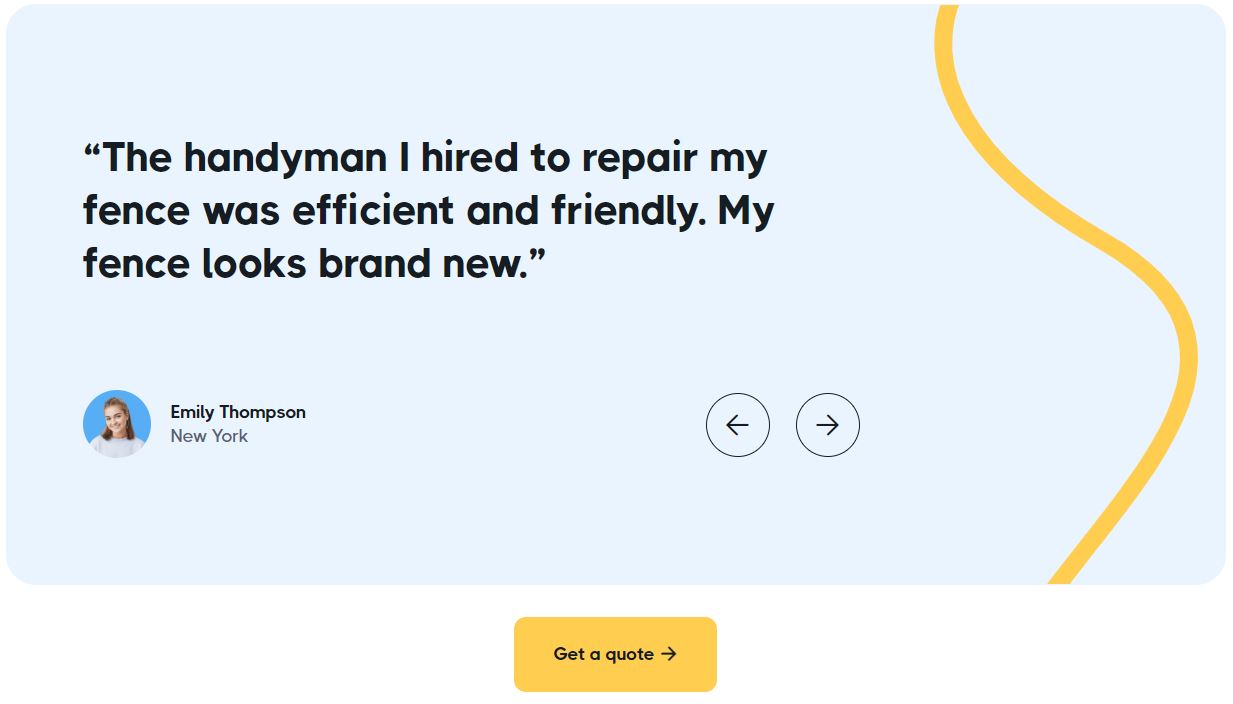 “The handyman I hired to repair my
fence was efficient and friendly. My
fence looks brand new.”
Emily Thompson
New York
Get a quote →